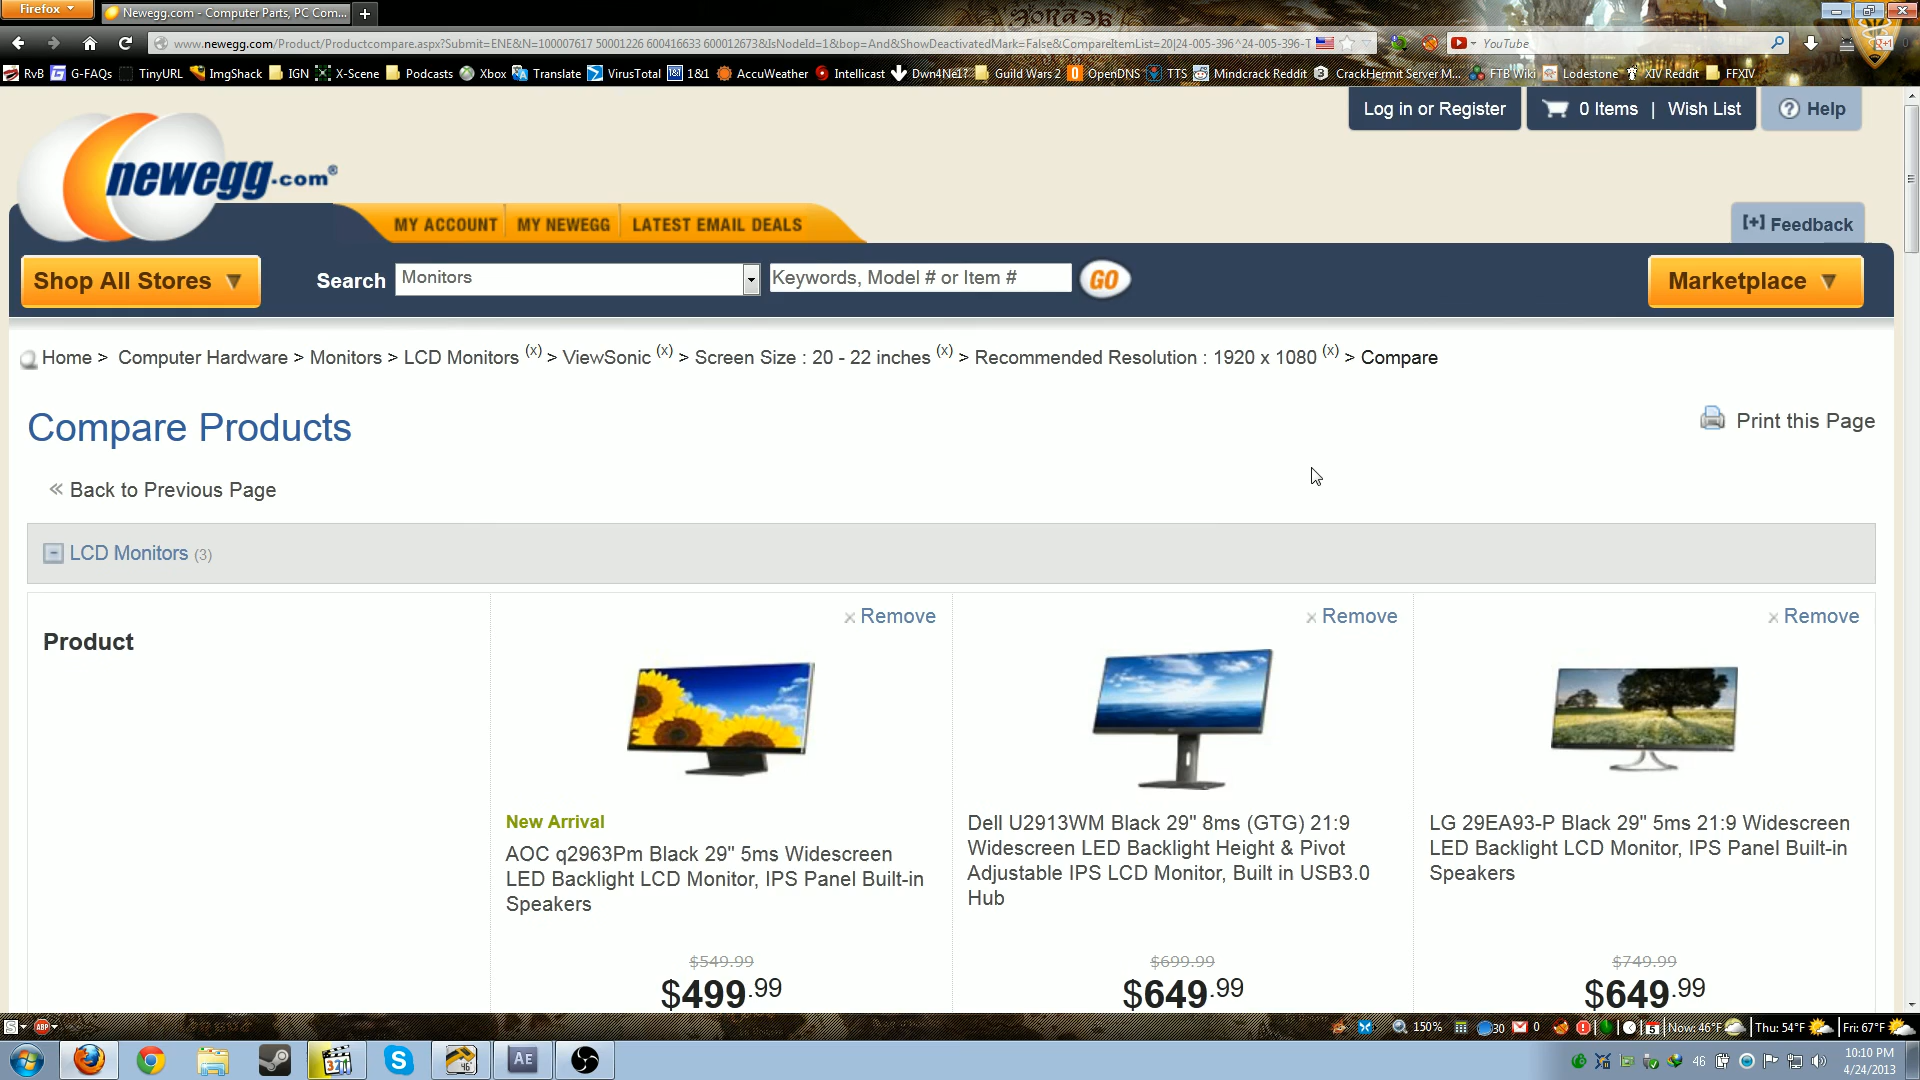 Firefox
Newegg.com - Computer Parts, PC Com...
www.newegg.com/Product/Productcompare.aspx?Submit=ENE&N=100007617 50001226 600416633 600012673&IsNodeId=1&bop=And&ShowDeactivatedMark=False&CompareItemList=20|24-005-396^24-005-396-T
YouTube
RvB G-FAQs TinyURL ImgShack IGN X-Scene Podcasts Xbox Translate VirusTotal 1&1 AccuWeather Intellicast Dwn4Ne1? Guild Wars 2 OpenDNS TTS Mindcrack Reddit CrackHermit Server M... FTB Wiki Lodestone XIV Reddit FFXIV
Log in or Register 0 Items | Wish List ? Help
newegg.com®
MY ACCOUNT MY NEWEGG LATEST EMAIL DEALS
[+] Feedback
Shop All Stores ▼ Search Monitors Keywords, Model # or Item # GO Marketplace ▼
Home > Computer Hardware > Monitors > LCD Monitors (x) > ViewSonic (x) > Screen Size : 20 - 22 inches (x) > Recommended Resolution : 1920 x 1080 (x) > Compare
Compare Products
Print this Page
« Back to Previous Page
LCD Monitors (3)
Product
× Remove
New Arrival
AOC q2963Pm Black 29" 5ms Widescreen
LED Backlight LCD Monitor, IPS Panel Built-in
Speakers
$549.99
$499.99
× Remove
Dell U2913WM Black 29" 8ms (GTG) 21:9
Widescreen LED Backlight Height & Pivot
Adjustable IPS LCD Monitor, Built in USB3.0
Hub
$699.99
$649.99
× Remove
LG 29EA93-P Black 29" 5ms 21:9 Widescreen
LED Backlight LCD Monitor, IPS Panel Built-in
Speakers
$749.99
$649.99
S ABP 150% 30 0 Now: 46°F Thu: 54°F Fri: 67°F
321 46 AE S 46 10:10 PM
4/24/2013